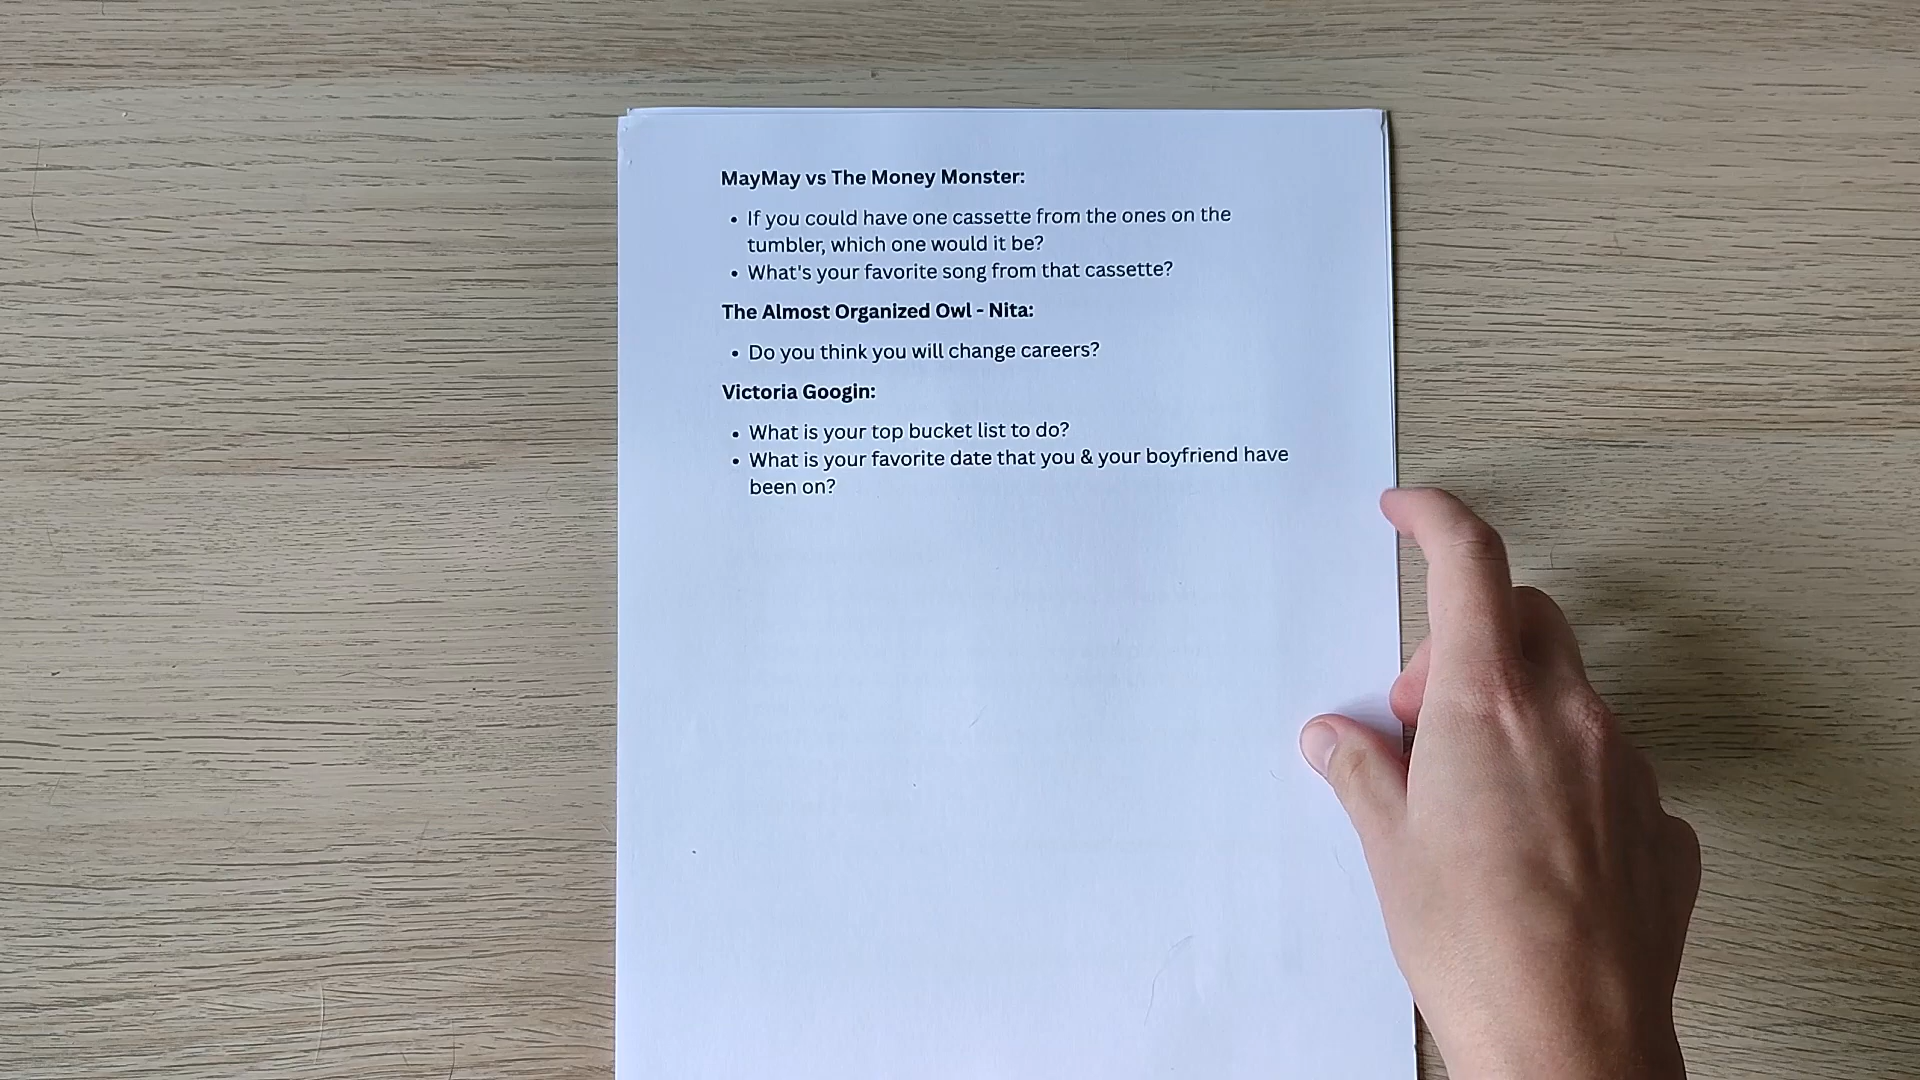 MayMay vs The Money Monster:
• If you could have one cassette from the ones on the
tumbler, which one would it be?
• What's your favorite song from that cassette?
The Almost Organized Owl - Nita:
• Do you think you will change careers?
Victoria Googin:
• What is your top bucket list to do?
• What is your favorite date that you & your boyfriend have
been on?